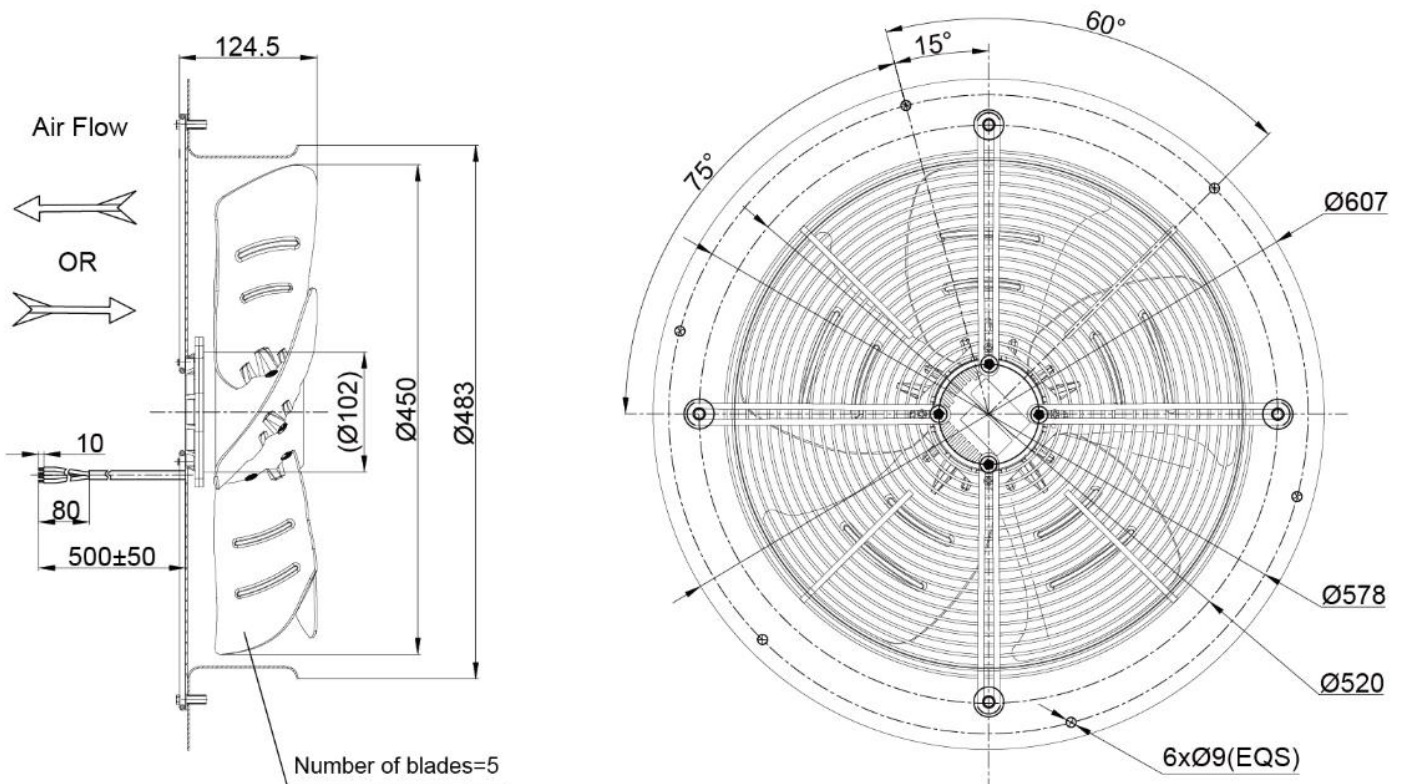 124.5
Air Flow
OR
10
80
500±50
(Ø102)
Ø450
Ø483
Number of blades=5
60°
15°
75°
Ø607
Ø578
Ø520
6xØ9(EQS)